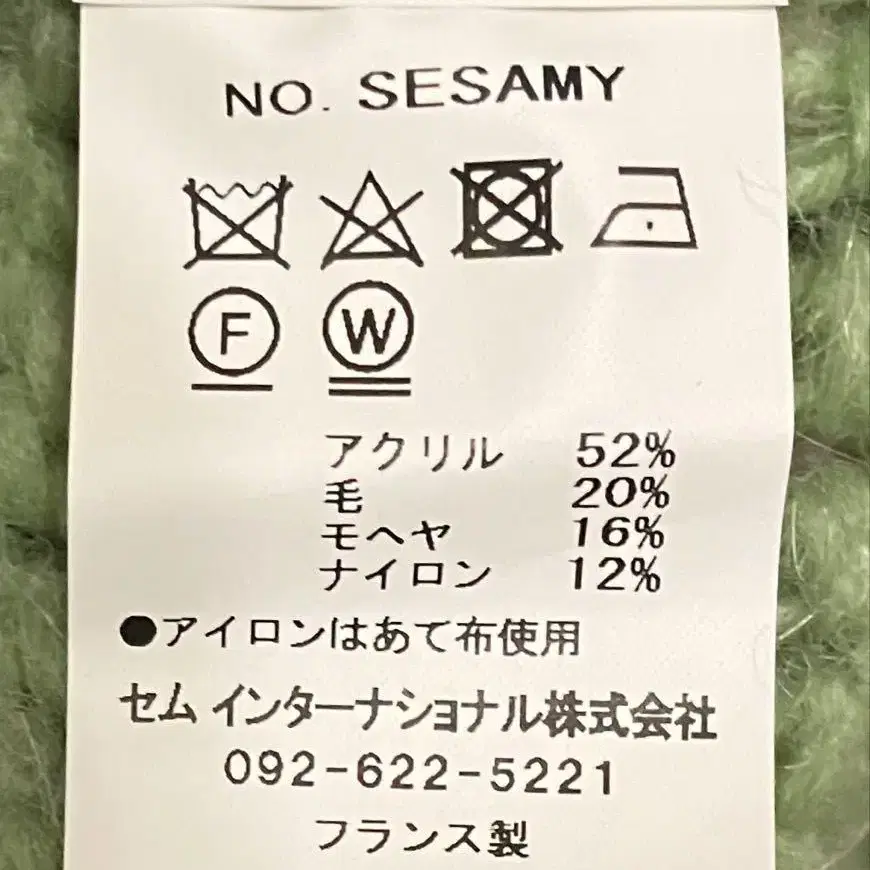 NO. SESAMY
F W
アクリル 52%
毛 20%
モヘヤ 16%
ナイロン 12%
●アイロンはあて布使用
セム インターナショナル株式会社
092-622-5221
フランス製